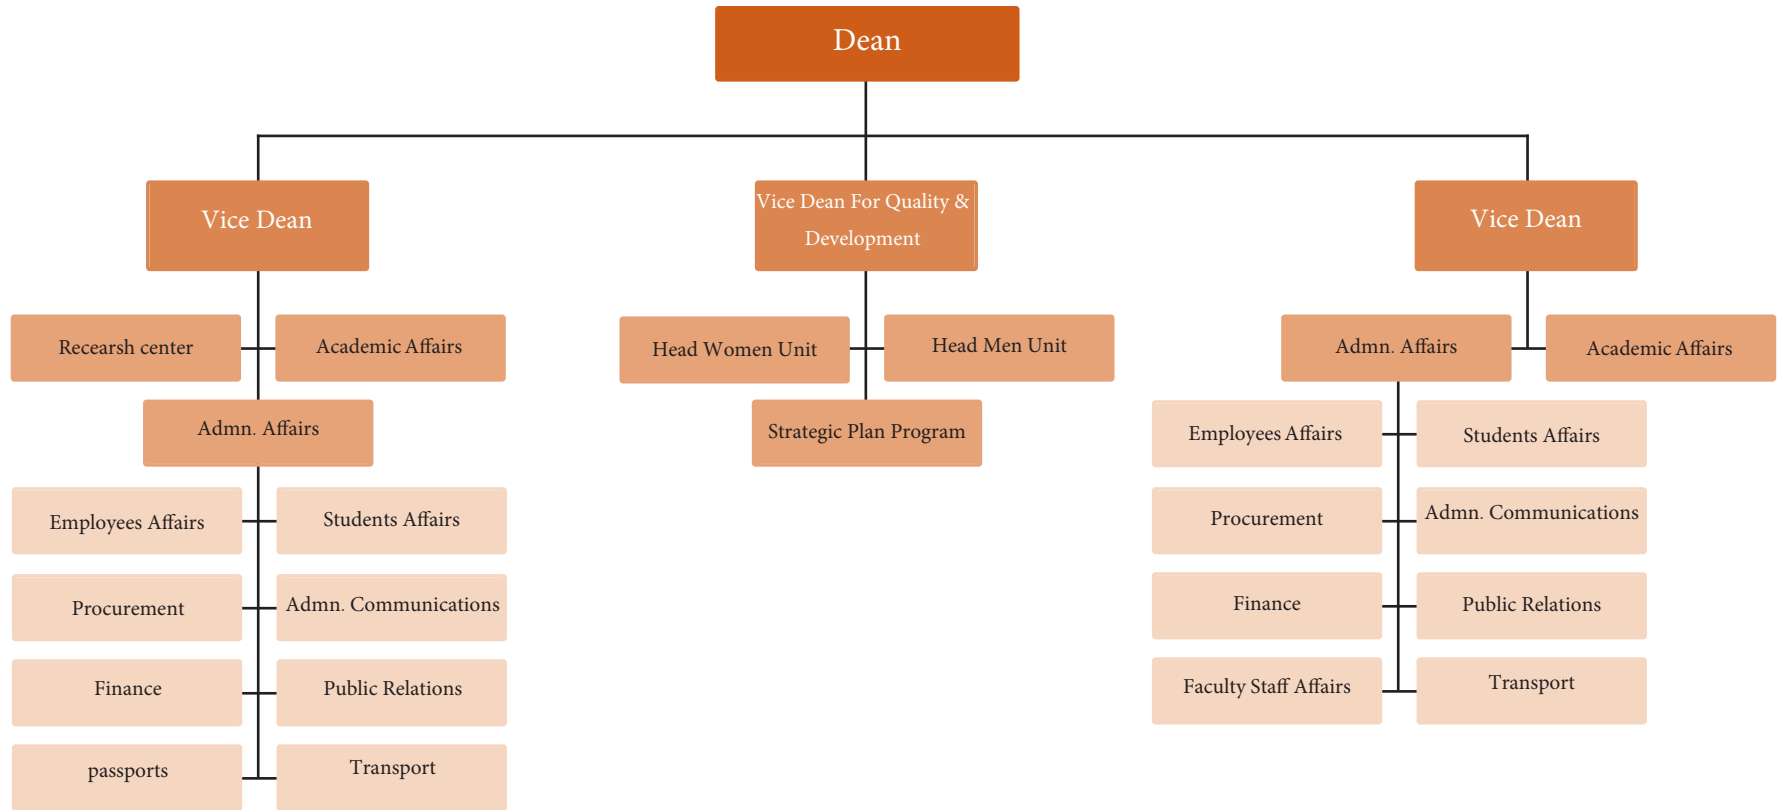 Dean
Vice Dean
Vice Dean For Quality &
Development
Vice Dean
Recearsh center
Academic Affairs
Head Women Unit
Head Men Unit
Admn. Affairs
Academic Affairs
Admn. Affairs
Strategic Plan Program
Employees Affairs
Students Affairs
Employees Affairs
Students Affairs
Procurement
Admn. Communications
Procurement
Admn. Communications
Finance
Public Relations
Finance
Public Relations
Faculty Staff Affairs
Transport
passports
Transport